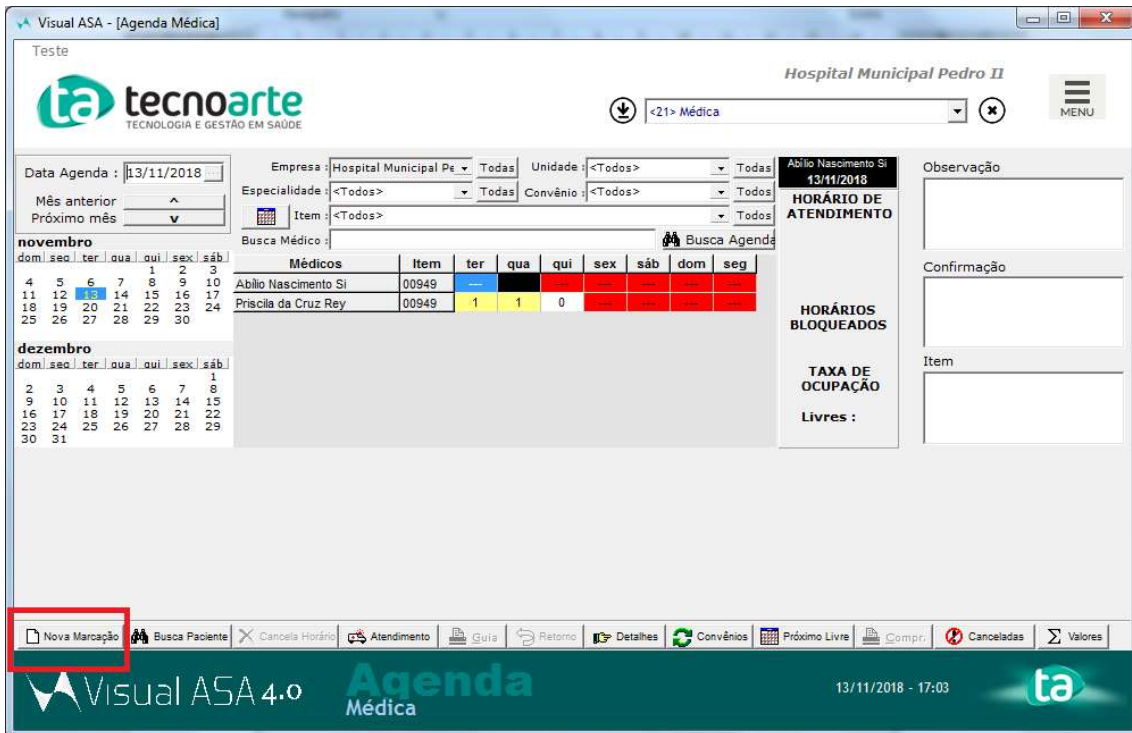 Visual ASA - [Agenda Médica]
Teste
Hospital Municipal Pedro II
ta tecnoarte
TECNOLOGIA E GESTÃO EM SAÚDE
<21> Médica
MENU
Data Agenda : 13/11/2018 ...
Mês anterior ^
Próximo mês v
Empresa : Hospital Municipal Pe Todas Unidade : <Todos> Todas
Especialidade : <Todos> Todas Convênio : <Todos> Todos
Item : <Todos> Todos
Busca Médico : Busca Agenda
novembro
dom seg ter qua qui sex sáb
1 2 3
4 5 6 7 8 9 10
11 12 13 14 15 16 17
18 19 20 21 22 23 24
25 26 27 28 29 30
dezembro
dom seg ter qua qui sex sáb
1
2 3 4 5 6 7 8
9 10 11 12 13 14 15
16 17 18 19 20 21 22
23 24 25 26 27 28 29
30 31
Médicos Item ter qua qui sex sáb dom seg
Abílio Nascimento Si 00949 --- --- --- --- --- ---
Priscila da Cruz Rey 00949 1 1 0 --- --- --- ---
Abílio Nascimento Si
13/11/2018
HORÁRIO DE
ATENDIMENTO
HORÁRIOS
BLOQUEADOS
TAXA DE
OCUPAÇÃO
Livres :
Observação
Confirmação
Item
Nova Marcação Busca Paciente Cancela Horário Atendimento Guia Retorno Detalhes Convênios Próximo Livre Compr. Canceladas Valores
Visual ASA 4.0
Agenda
Médica
13/11/2018 - 17:03
ta